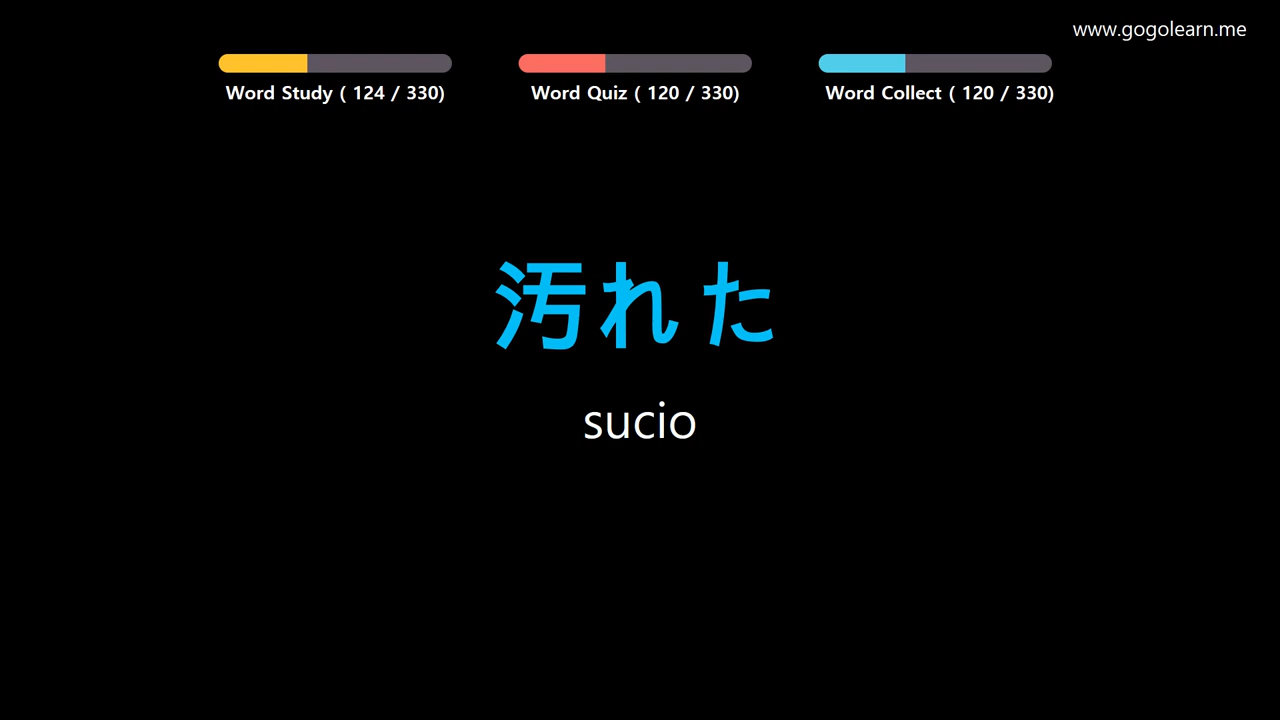 www.gogolearn.me
Word Study ( 124 / 330)
Word Quiz ( 120 / 330)
Word Collect ( 120 / 330)
汚れた
sucio